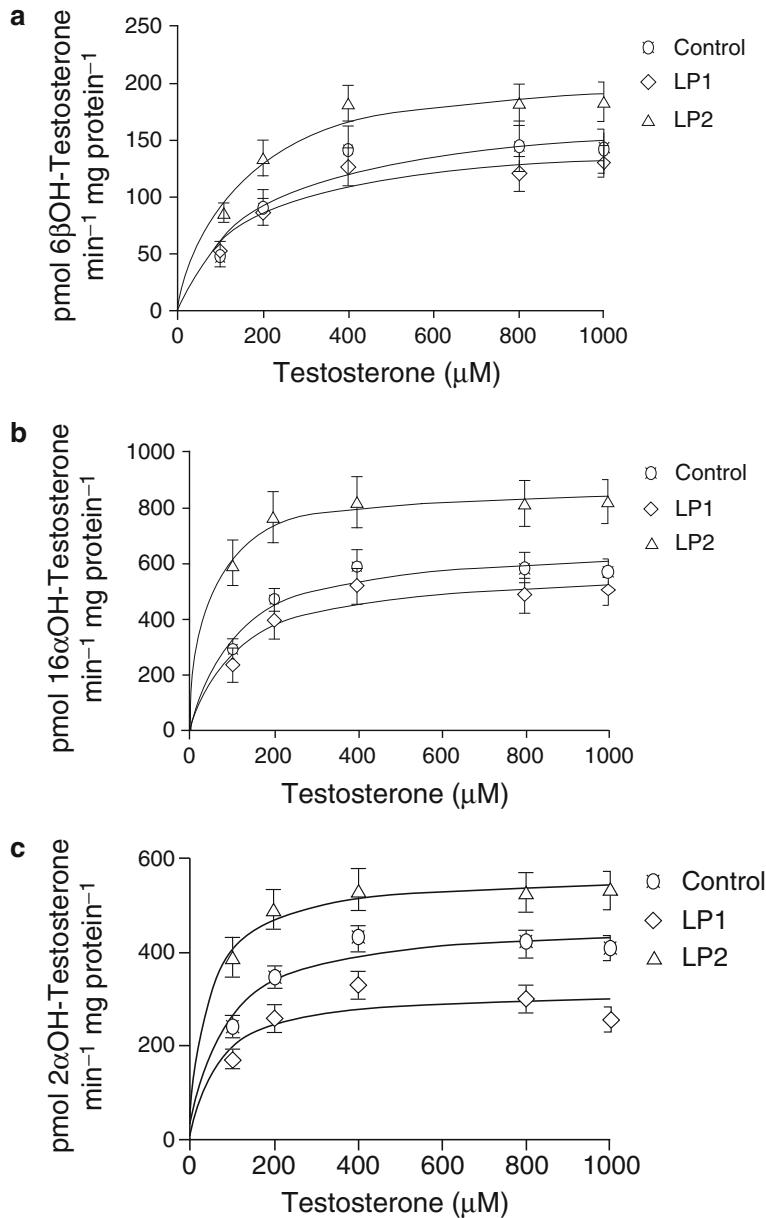 a
pmol 6βOH-Testosterone
min⁻¹ mg protein⁻¹
250
200
150
100
50
0
0 200 400 600 800 1000
Testosterone (μM)
Control
LP1
LP2
b
pmol 16αOH-Testosterone
min⁻¹ mg protein⁻¹
1000
800
600
400
200
0
0 200 400 600 800 1000
Testosterone (μM)
Control
LP1
LP2
c
pmol 2αOH-Testosterone
min⁻¹ mg protein⁻¹
600
400
200
0
0 200 400 600 800 1000
Testosterone (μM)
Control
LP1
LP2